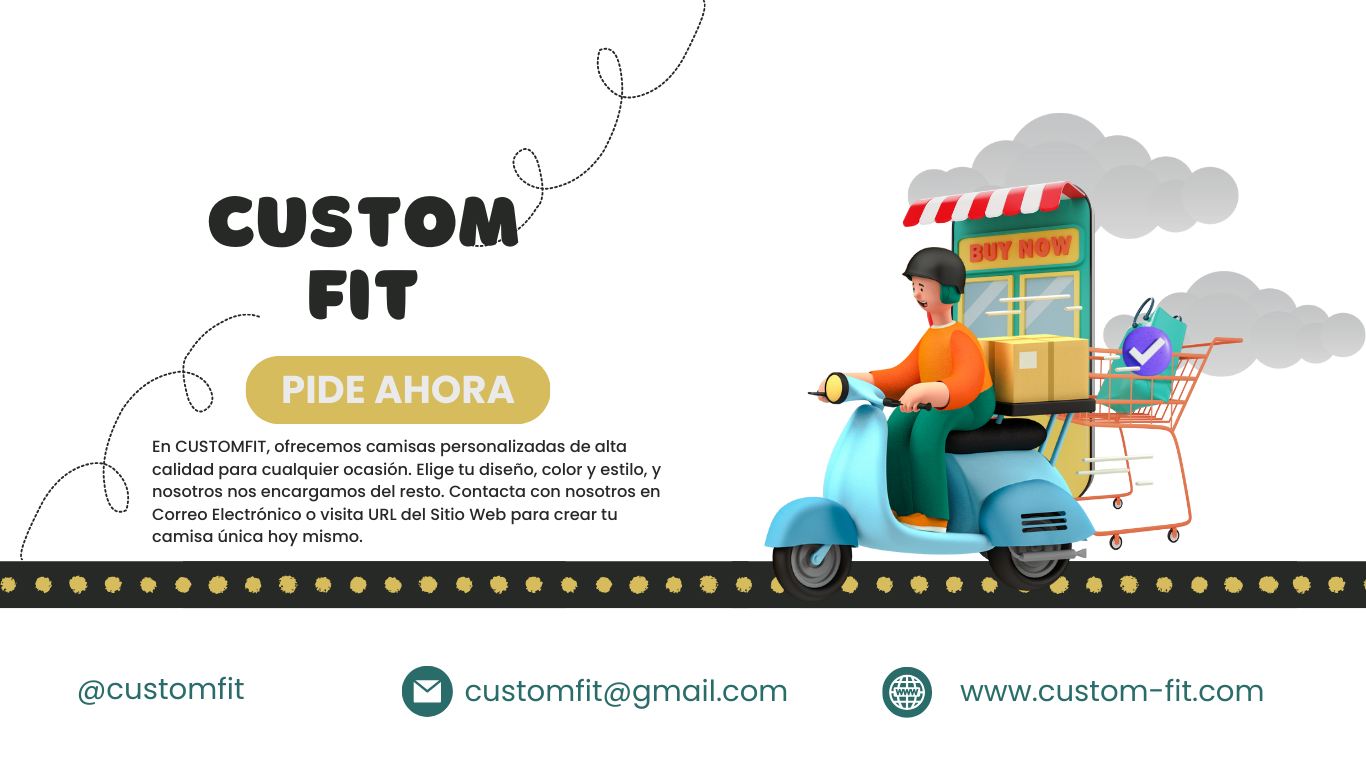 CUSTOM
FIT
BUY NOW
PIDE AHORA
En CUSTOMFIT, ofrecemos camisas personalizadas de alta
calidad para cualquier ocasión. Elige tu diseño, color y estilo, y
nosotros nos encargamos del resto. Contacta con nosotros en
Correo Electrónico o visita URL del Sitio Web para crear tu
camisa única hoy mismo.
@customfit
customfit@gmail.com
www
www.custom-fit.com